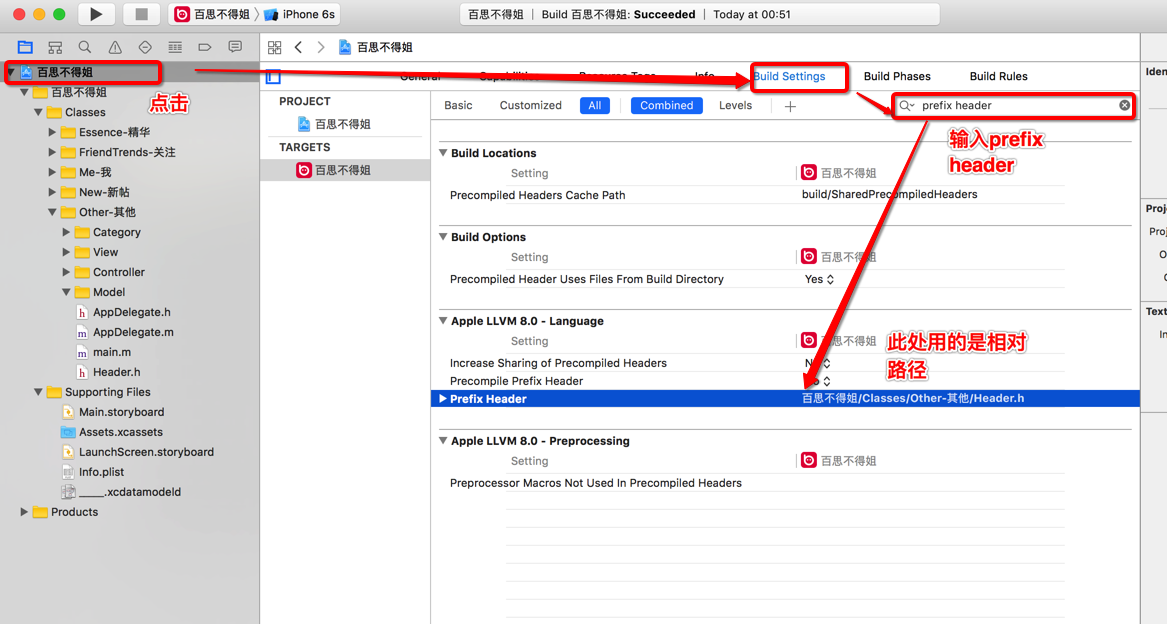 百思不得姐 iPhone 6s
百思不得姐 Build 百思不得姐: Succeeded Today at 00:51
百思不得姐
百思不得姐
点击
百思不得姐
Classes
Essence-精华
FriendTrends-关注
Me-我
New-新帖
Other-其他
Category
View
Controller
Model
AppDelegate.h
AppDelegate.m
main.m
Header.h
Supporting Files
Main.storyboard
Assets.xcassets
LaunchScreen.storyboard
Info.plist
____.xcdatamodeld
Products
General Capabilities Resource Tags Info Build Settings Build Phases Build Rules
PROJECT
百思不得姐
TARGETS
百思不得姐
Basic Customized All Combined Levels + prefix header
输入prefix
header
Build Locations
Setting 百思不得姐
Precompiled Headers Cache Path build/SharedPrecompiledHeaders
Build Options
Setting 百思不得姐
Precompiled Header Uses Files From Build Directory Yes
Apple LLVM 8.0 - Language
Setting 百思不得姐
此处用的是相对
路径
Increase Sharing of Precompiled Headers
Precompile Prefix Header
Prefix Header 百思不得姐/Classes/Other-其他/Header.h
Apple LLVM 8.0 - Preprocessing
Setting 百思不得姐
Preprocessor Macros Not Used In Precompiled Headers
Iden
Proj
Proj
Text